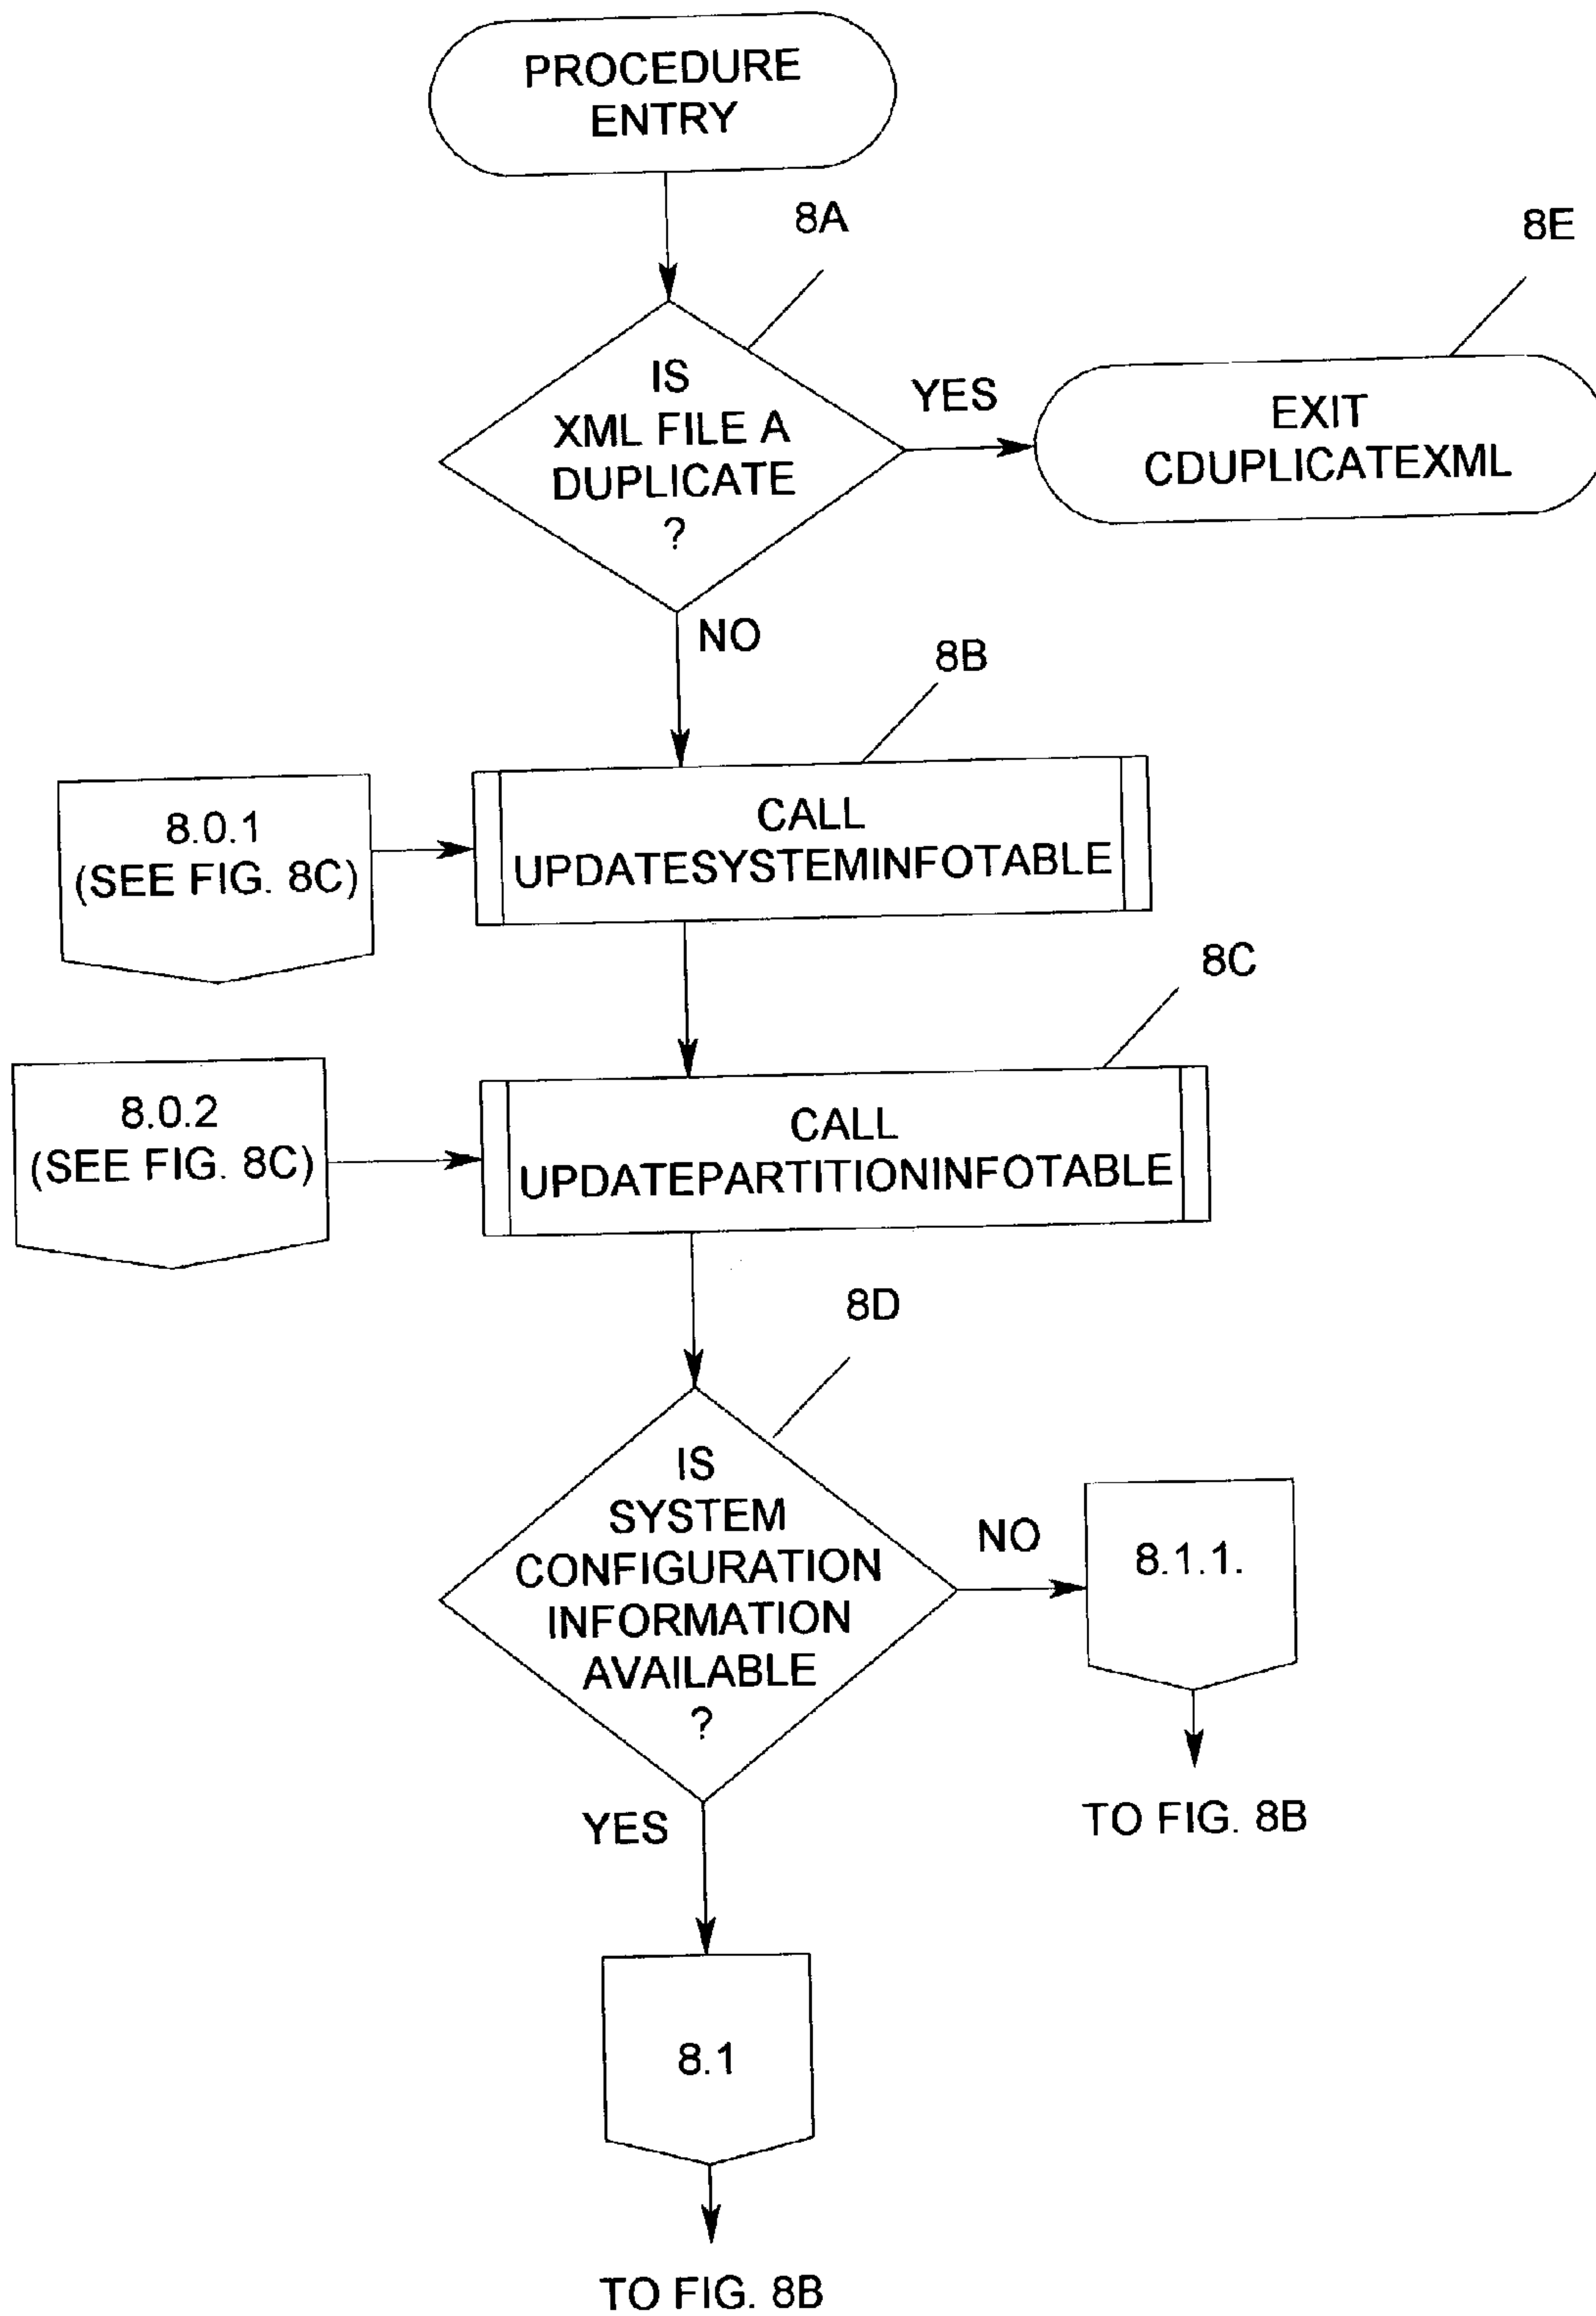 PROCEDURE
ENTRY
8A
8E
IS
XML FILE A
DUPLICATE
?
YES
EXIT
CDUPLICATEXML
NO
8B
8.0.1
(SEE FIG. 8C)
CALL
UPDATESYSTEMINFOTABLE
8C
8.0.2
(SEE FIG. 8C)
CALL
UPDATEPARTITIONINFOTABLE
8D
IS
SYSTEM
CONFIGURATION
INFORMATION
AVAILABLE
?
NO
8.1.1.
TO FIG. 8B
YES
8.1
TO FIG. 8B